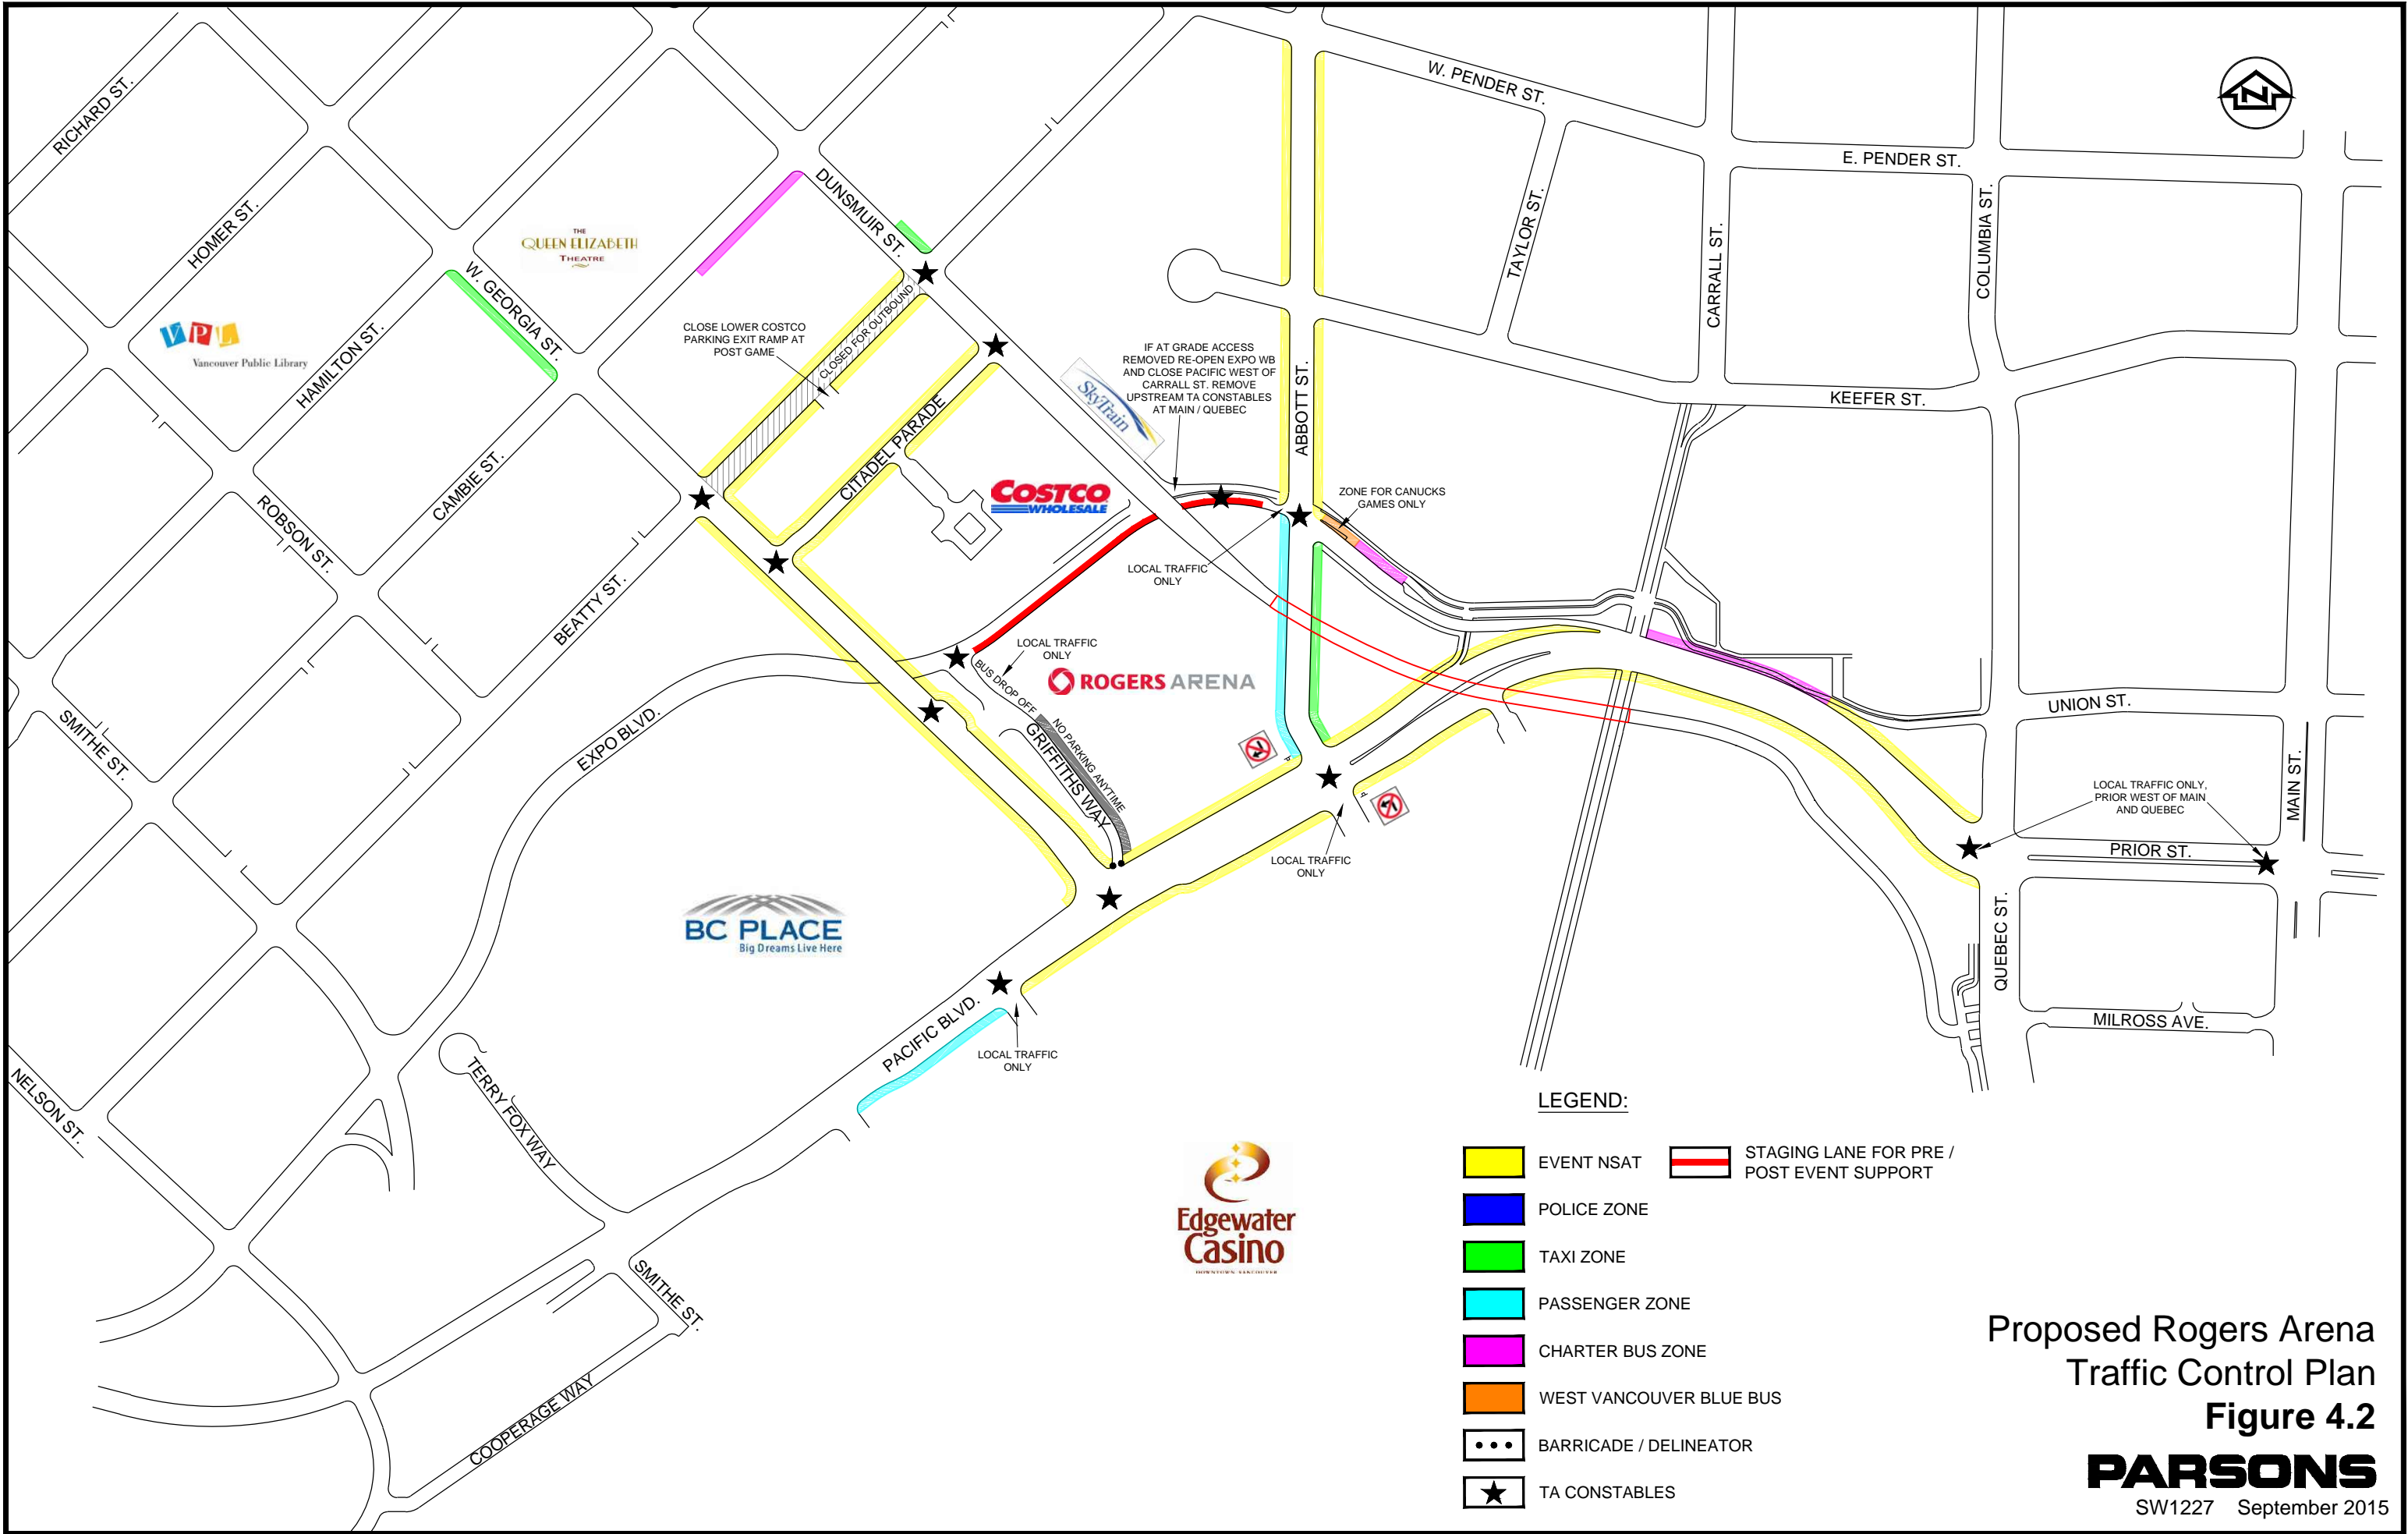 RICHARD ST.
HOMER ST.
HAMILTON ST.
CAMBIE ST.
BEATTY ST.
W. GEORGIA ST.
DUNSMUIR ST.
ROBSON ST.
SMITHE ST.
NELSON ST.
EXPO BLVD.
TERRY FOX WAY
PACIFIC BLVD.
SMITHE ST.
COOPERAGE WAY
CITADEL PARADE
GRIFFITHS WAY
ABBOTT ST.
W. PENDER ST.
E. PENDER ST.
TAYLOR ST.
CARRALL ST.
COLUMBIA ST.
KEEFER ST.
UNION ST.
MAIN ST.
PRIOR ST.
QUEBEC ST.
MILROSS AVE.
N
THE
QUEEN ELIZABETH
THEATRE
VPL
Vancouver Public Library
CLOSE LOWER COSTCO
PARKING EXIT RAMP AT
POST GAME
CLOSED FOR OUTBOUND
SkyTrain
COSTCO
WHOLESALE
IF AT GRADE ACCESS
REMOVED RE-OPEN EXPO WB
AND CLOSE PACIFIC WEST OF
CARRALL ST. REMOVE
UPSTREAM TA CONSTABLES
AT MAIN / QUEBEC
ZONE FOR CANUCKS
GAMES ONLY
LOCAL TRAFFIC
ONLY
LOCAL TRAFFIC
ONLY
BUS DROP OFF
NO PARKING ANYTIME
ROGERS ARENA
LOCAL TRAFFIC
ONLY
LOCAL TRAFFIC ONLY,
PRIOR WEST OF MAIN
AND QUEBEC
BC PLACE
Big Dreams Live Here
LOCAL TRAFFIC
ONLY
Edgewater
Casino
DOWNTOWN VANCOUVER
LEGEND:
EVENT NSAT
STAGING LANE FOR PRE /
POST EVENT SUPPORT
POLICE ZONE
TAXI ZONE
PASSENGER ZONE
CHARTER BUS ZONE
WEST VANCOUVER BLUE BUS
BARRICADE / DELINEATOR
TA CONSTABLES
Proposed Rogers Arena
Traffic Control Plan
Figure 4.2
PARSONS
SW1227 September 2015